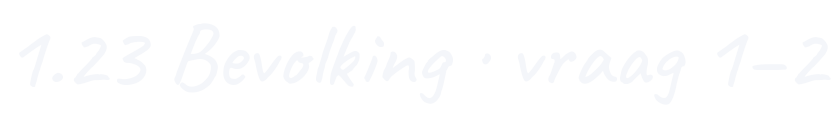 1.23 Bevolking · vraag 1–2